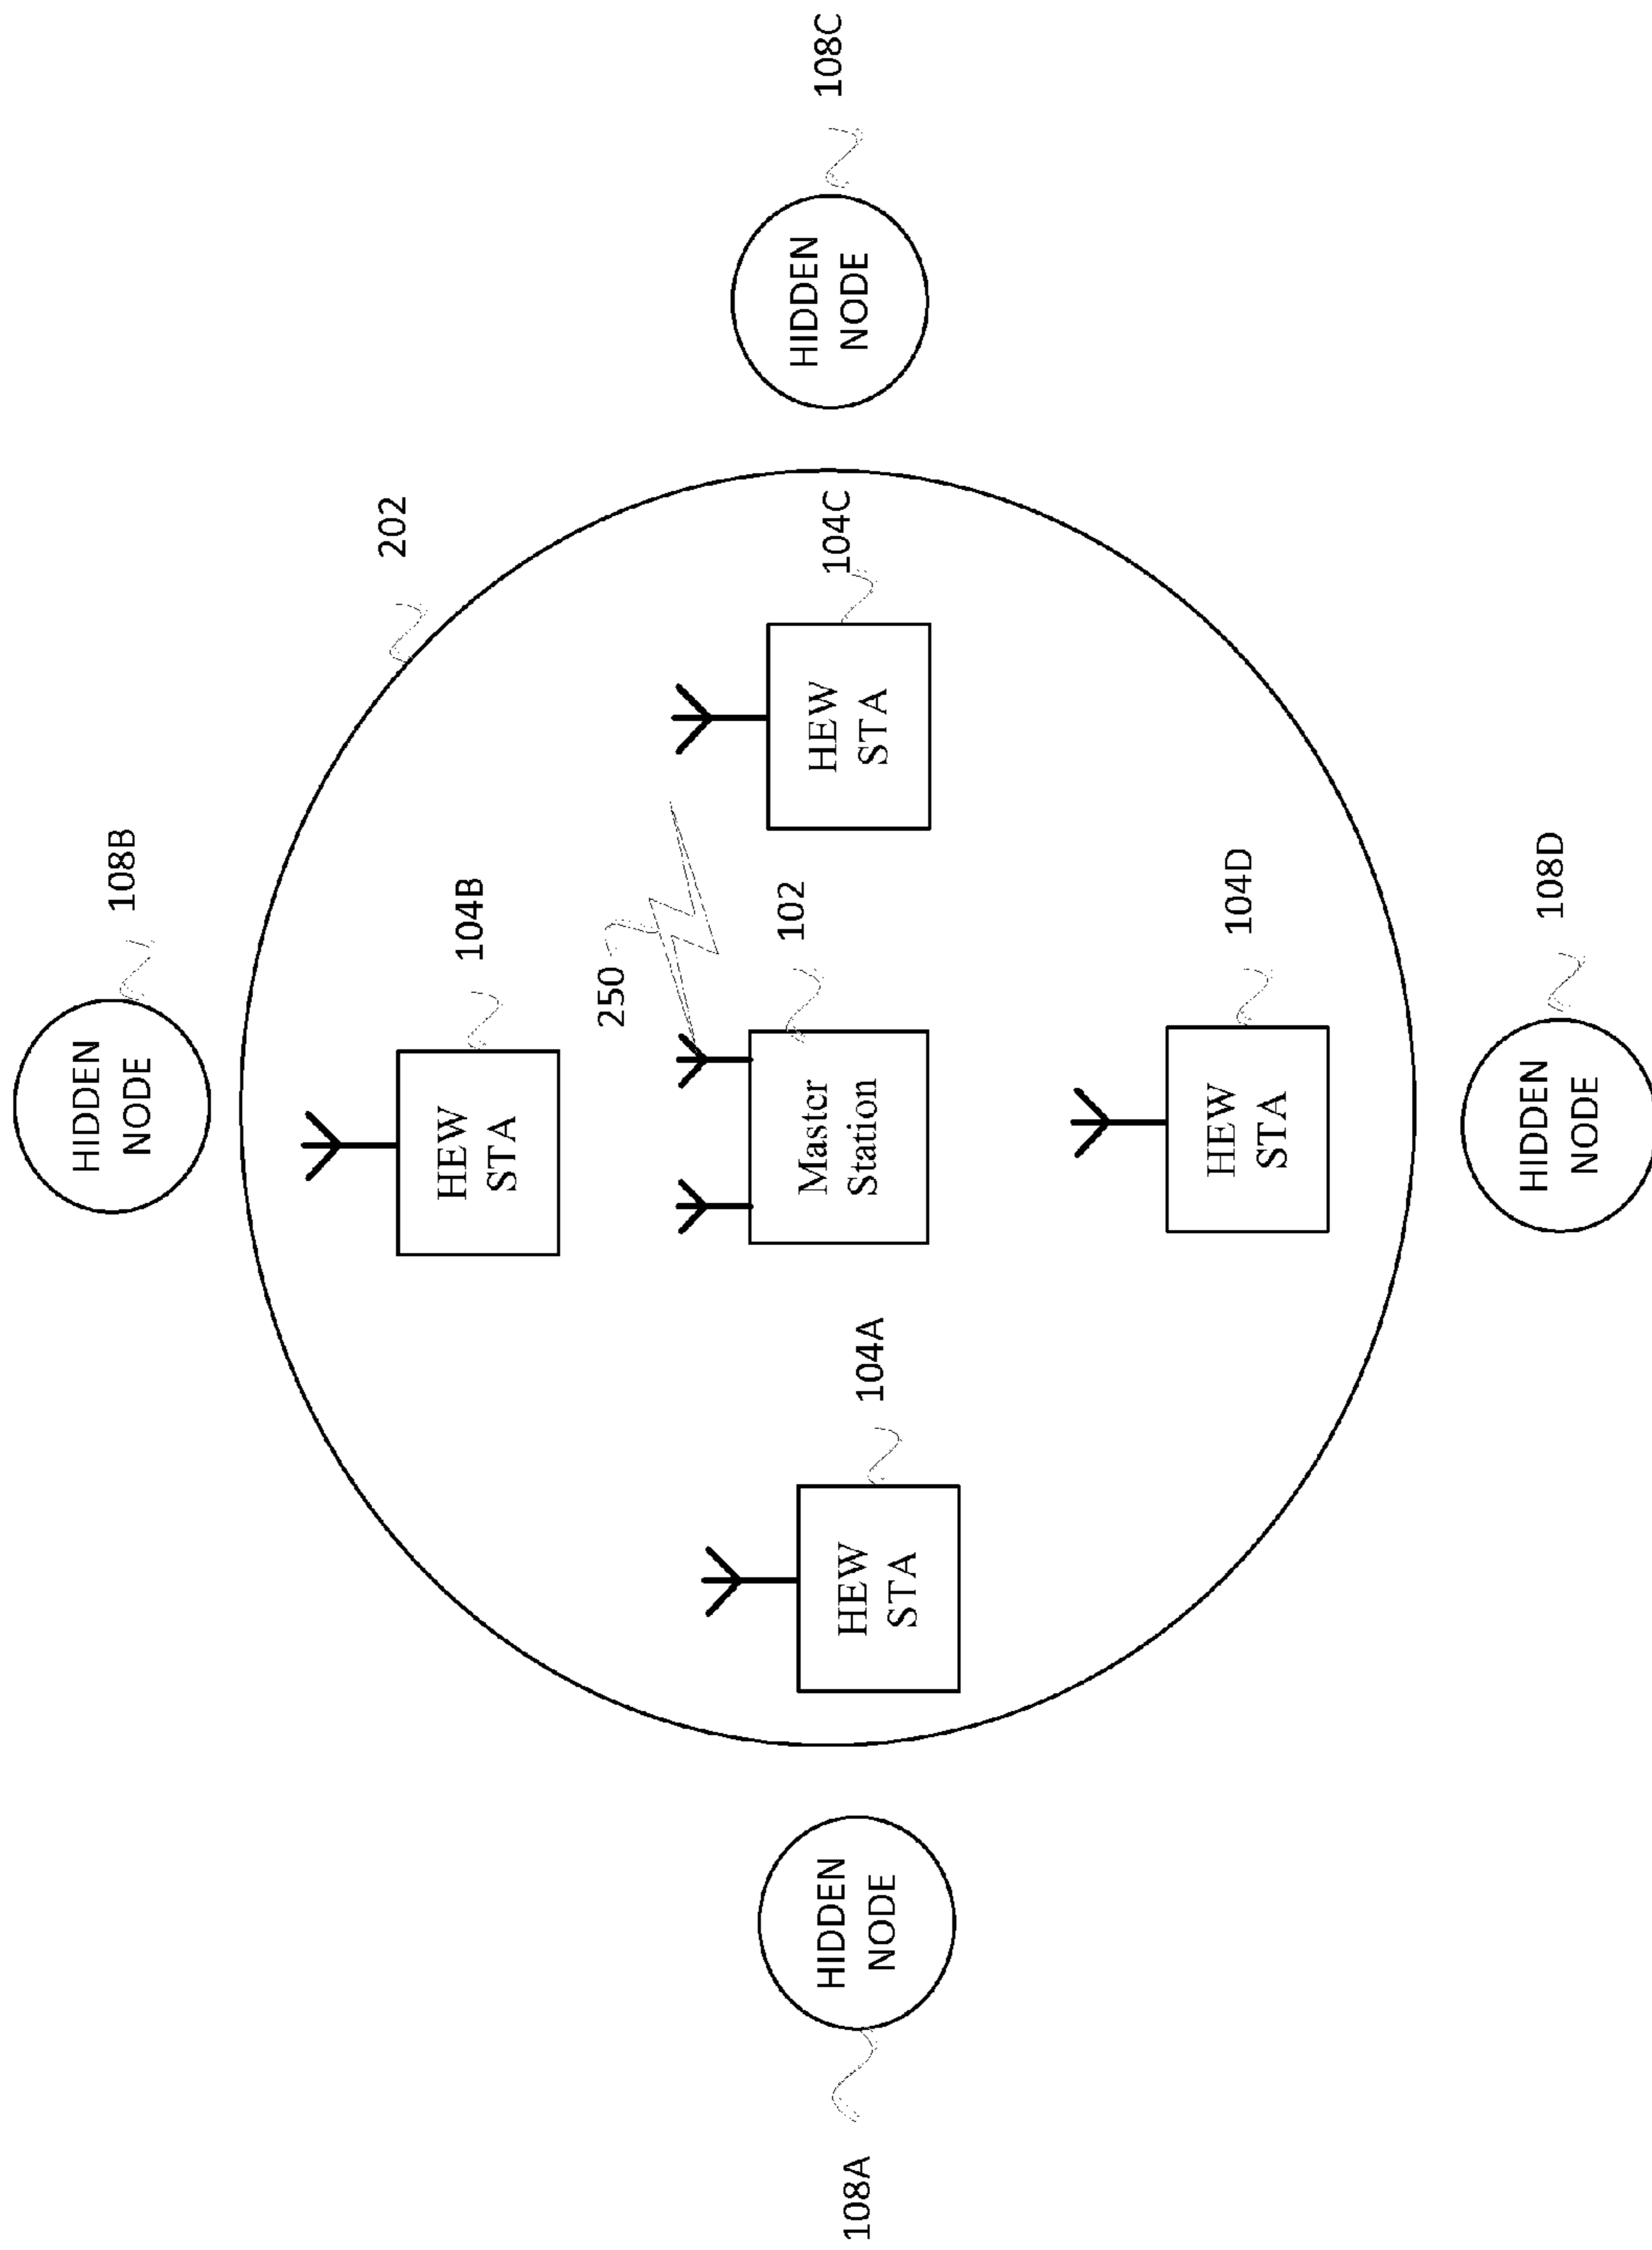 108B
HIDDEN
NODE
202
104B
HEW
STA
250
108A
HIDDEN
NODE
104A
HEW
STA
102
Master
Station
104C
HEW
STA
108C
HIDDEN
NODE
104D
HEW
STA
108D
HIDDEN
NODE